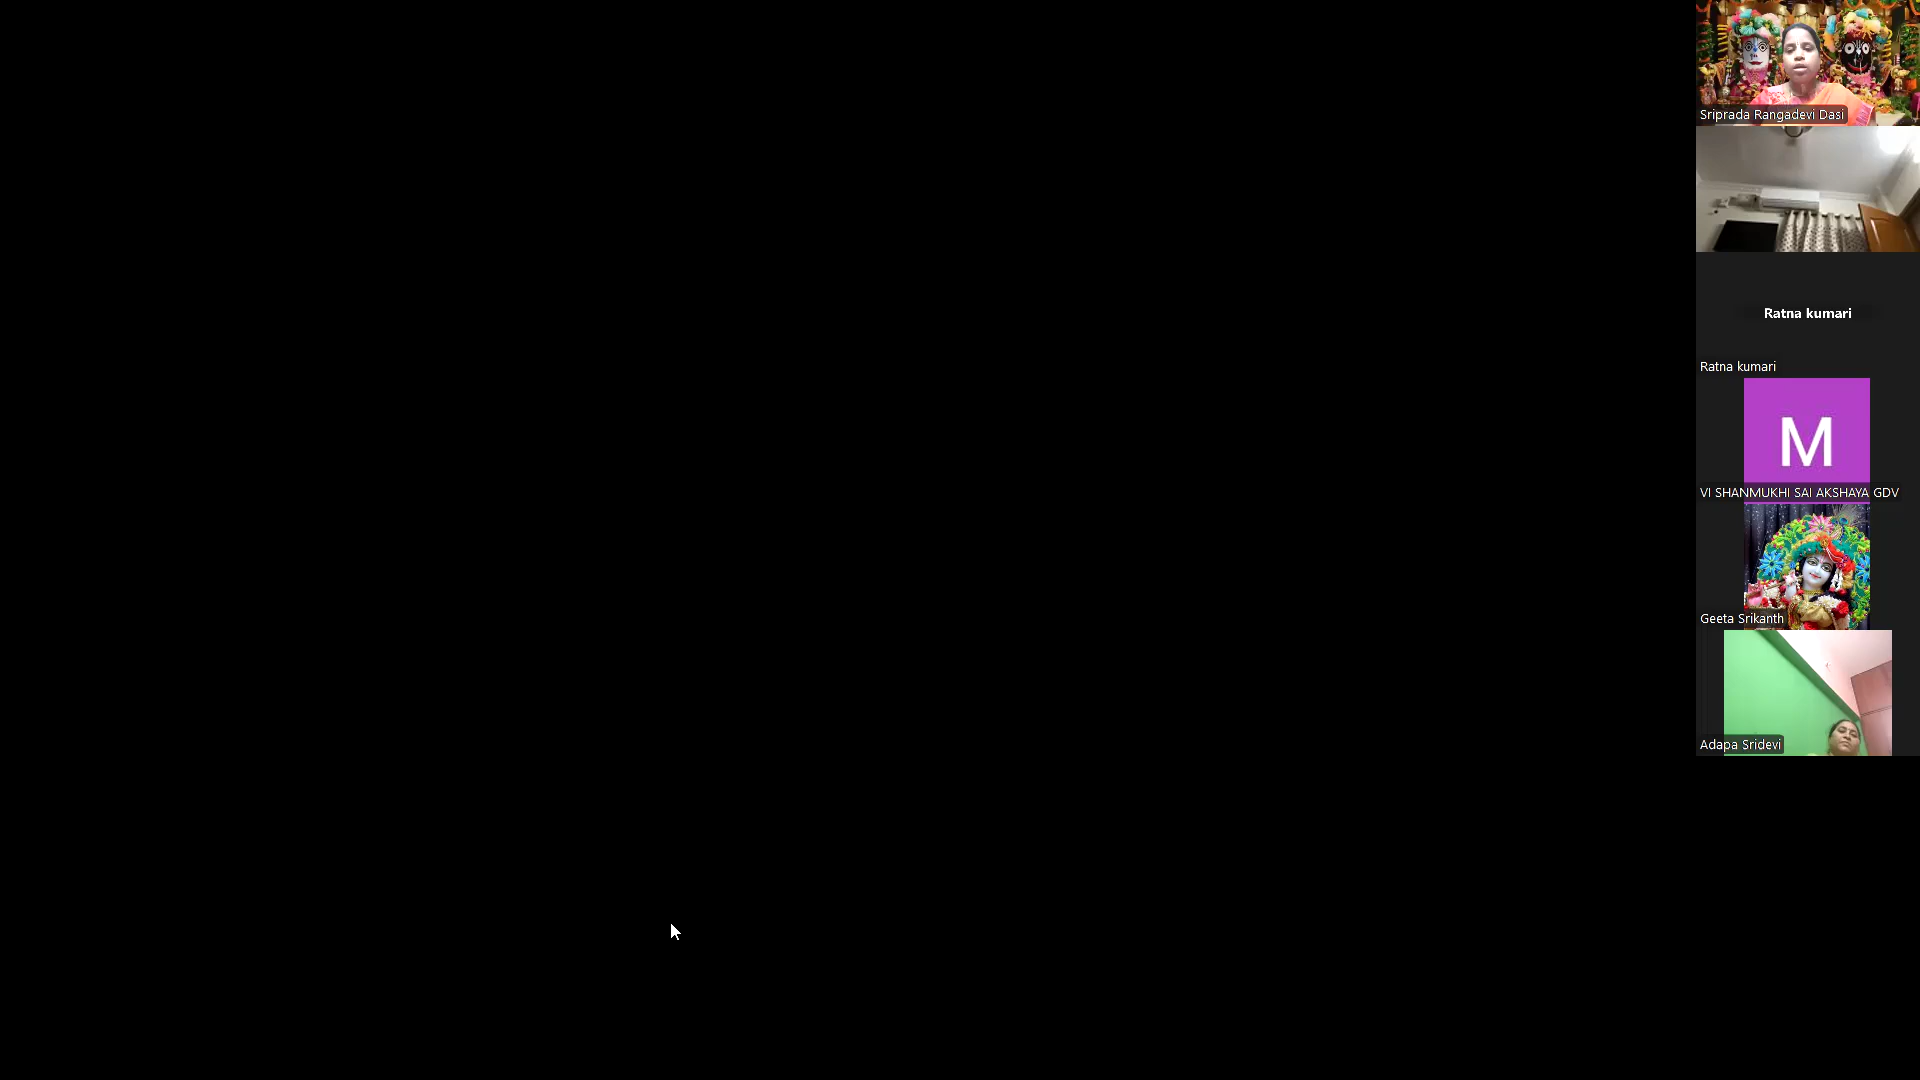 Sriprada Rangadevi Dasi
Ratna kumari
Ratna kumari
M
VI SHANMUKHI SAI AKSHAYA GDV
Geeta Srikanth
Adapa Sridevi